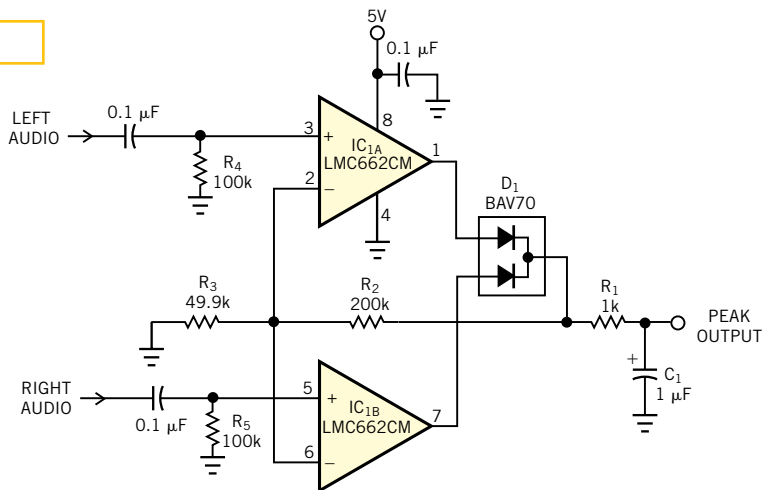 5V
0.1 µF
LEFT
AUDIO
0.1 µF
3
+
8
IC1A
LMC662CM
1
R4
100k
2
−
4
D1
BAV70
R3
49.9k
R2
200k
R1
1k
PEAK
OUTPUT
+
C1
1 µF
RIGHT
AUDIO
0.1 µF
5
+
IC1B
LMC662CM
7
R5
100k
6
−